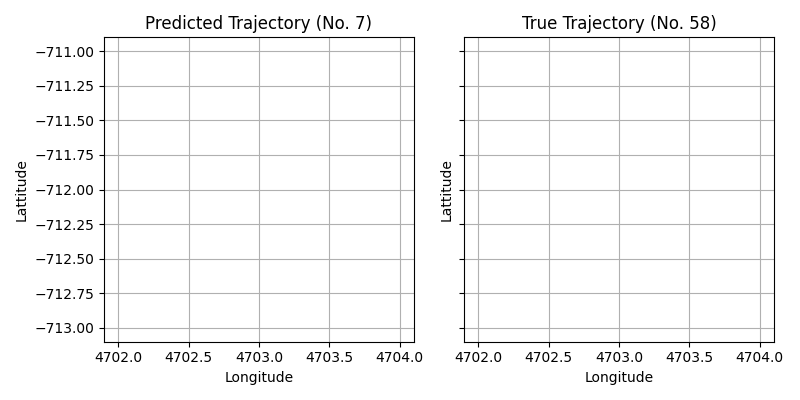 Predicted Trajectory (No. 7)
−711.00
−711.25
−711.50
−711.75
−712.00
−712.25
−712.50
−712.75
−713.00
Lattitude
4702.0 4702.5 4703.0 4703.5 4704.0
Longitude
True Trajectory (No. 58)
Lattitude
4702.0 4702.5 4703.0 4703.5 4704.0
Longitude